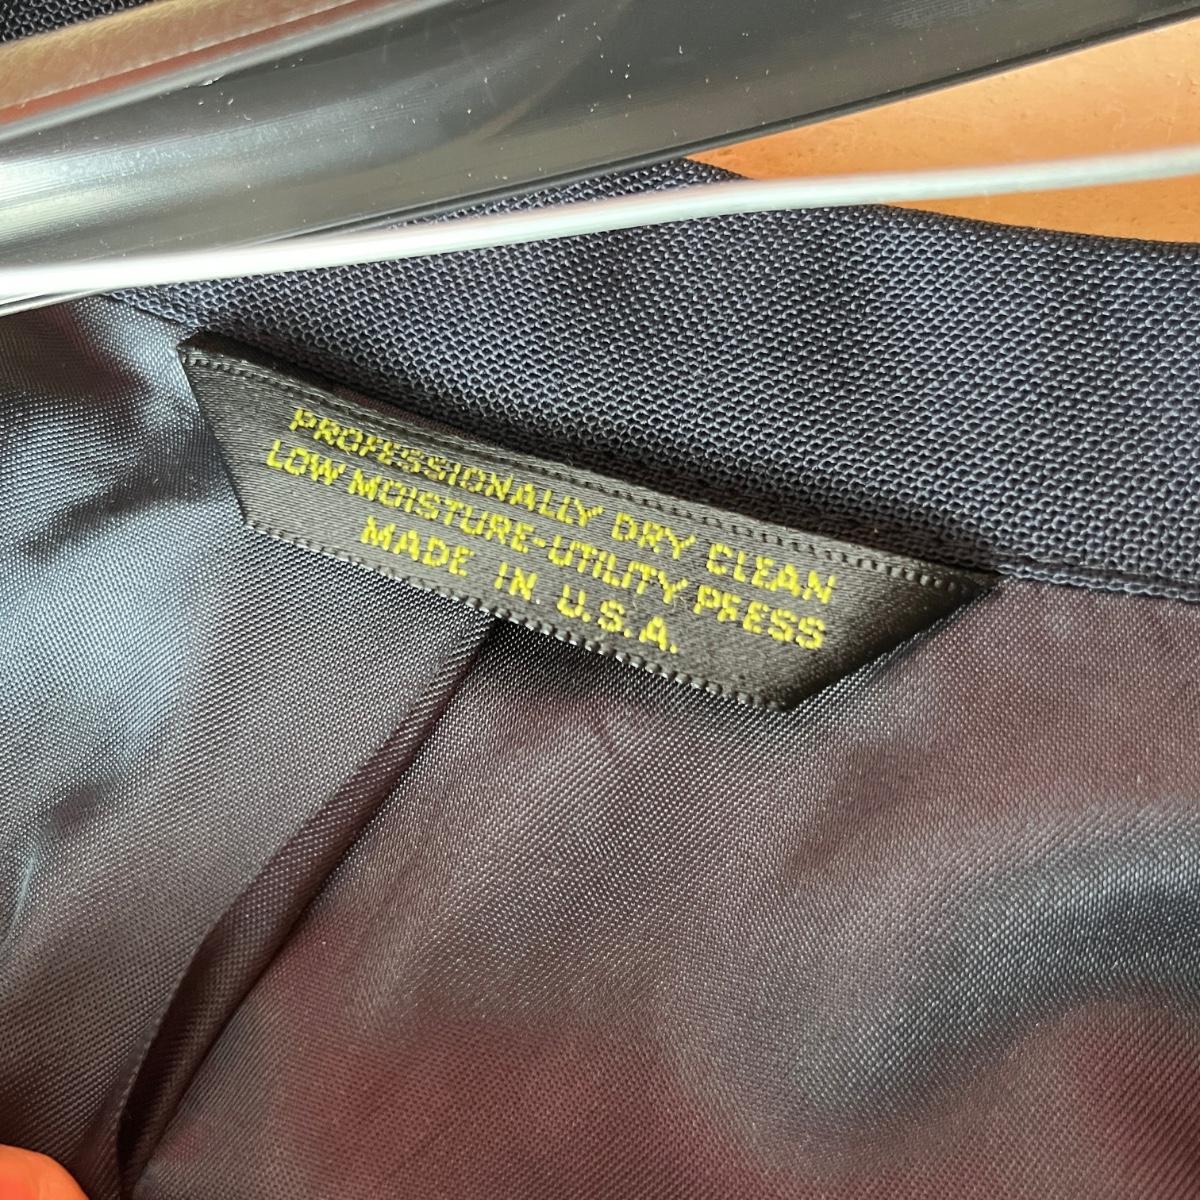 PROFESSIONALLY DRY CLEAN
LOW MOISTURE-UTILITY PRESS
MADE IN U.S.A.